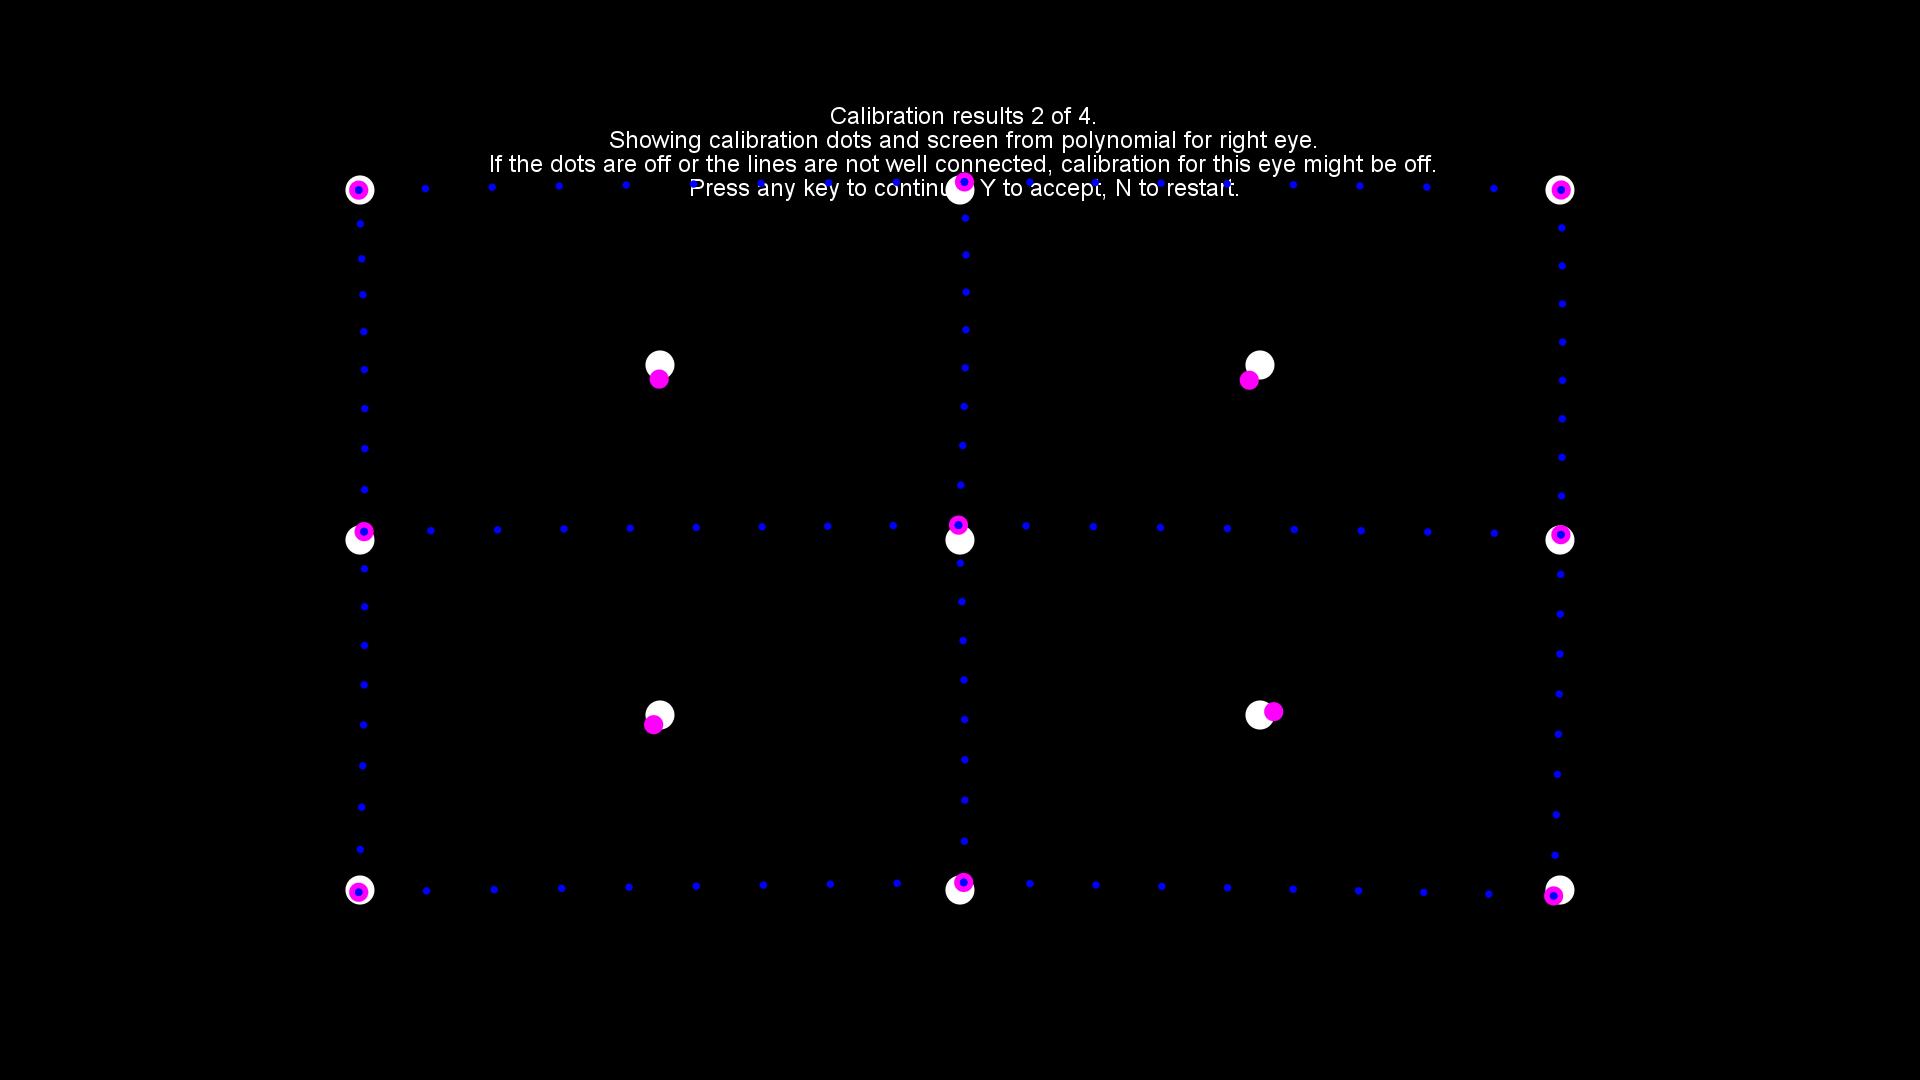 Calibration results 2 of 4.
Showing calibration dots and screen from polynomial for right eye.
If the dots are off or the lines are not well connected, calibration for this eye might be off.
Press any key to continue, Y to accept, N to restart.